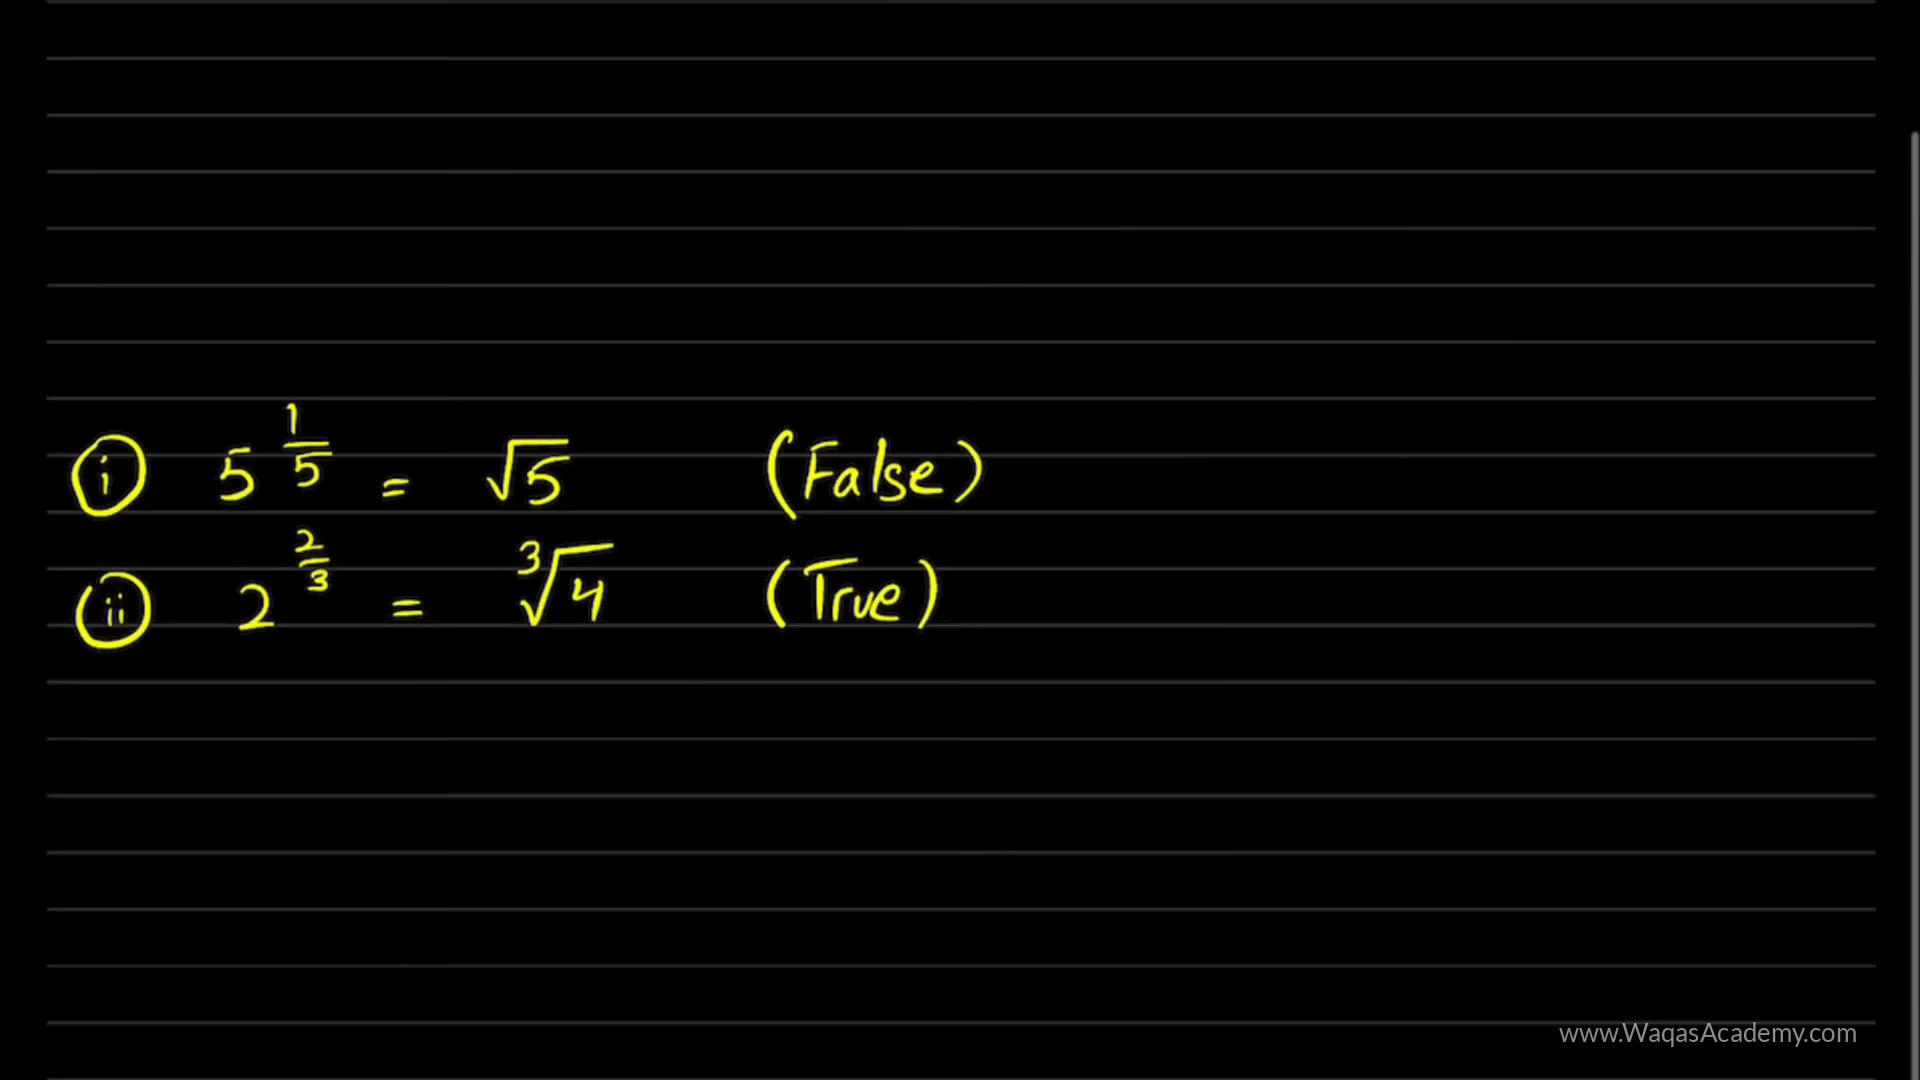 (i) 5^(1/5) = √5 (False)
(ii) 2^(2/3) = ∛4 (True)
www.WaqasAcademy.com